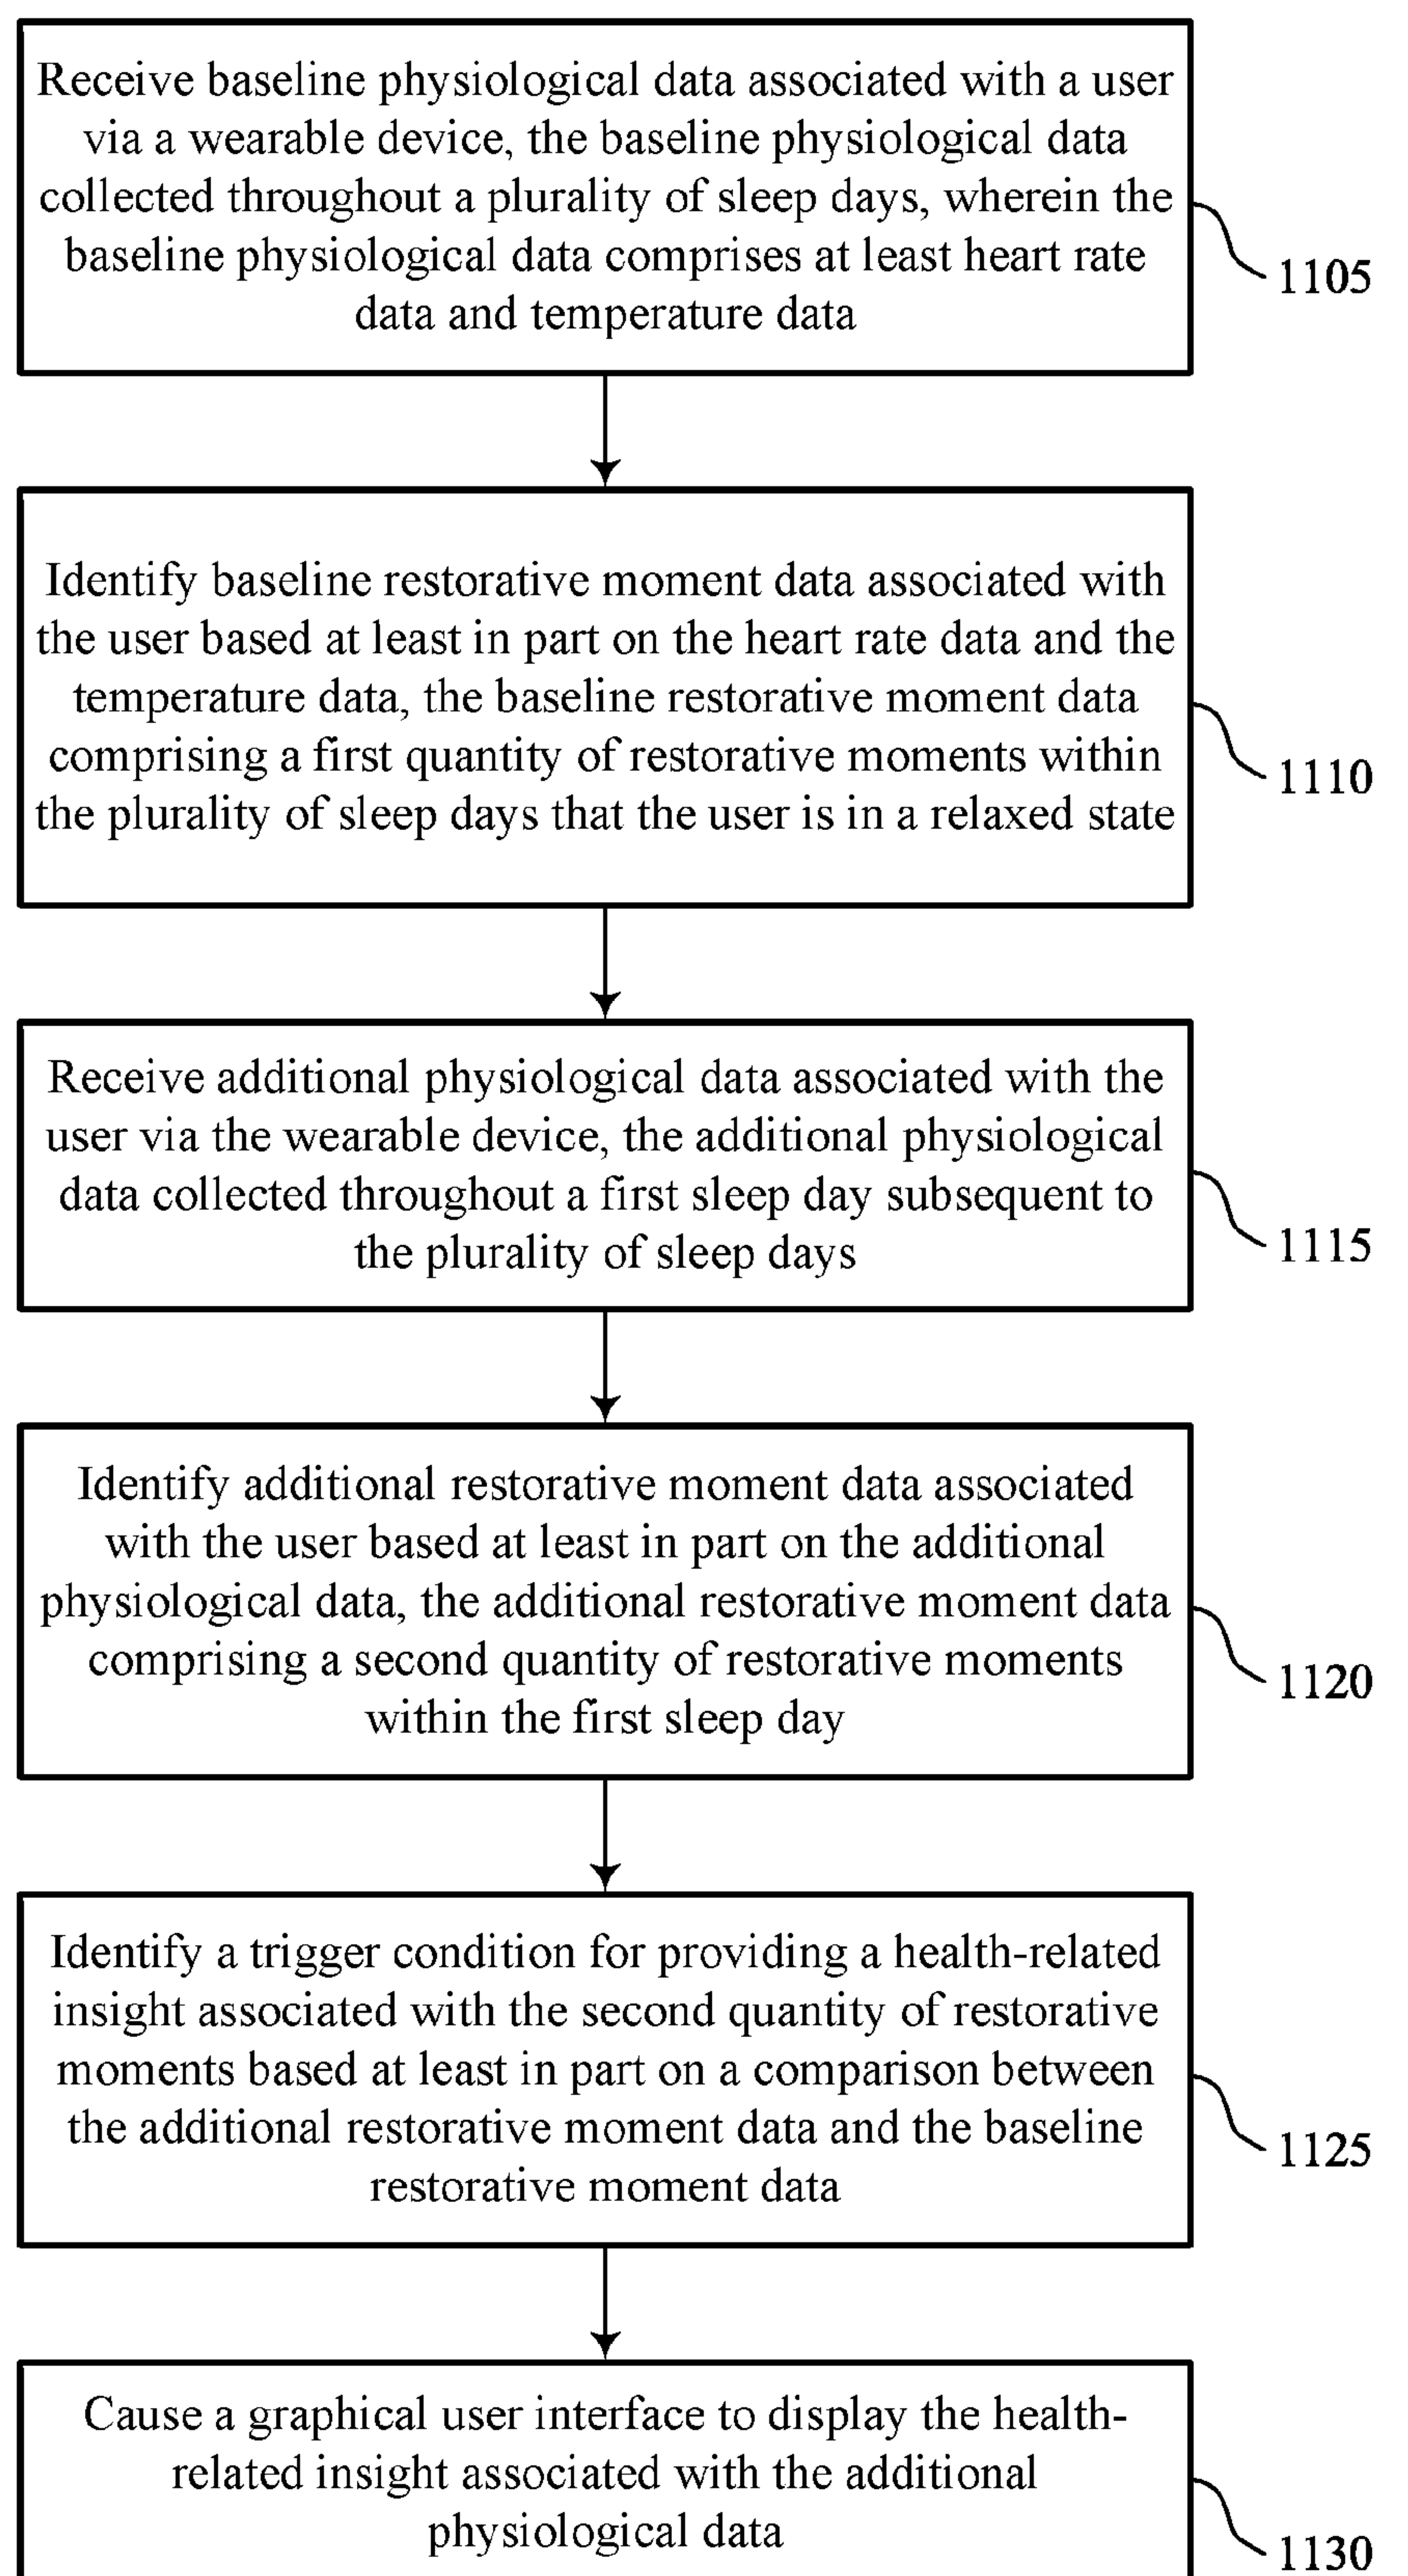 Receive baseline physiological data associated with a user
via a wearable device, the baseline physiological data
collected throughout a plurality of sleep days, wherein the
baseline physiological data comprises at least heart rate
data and temperature data
1105
Identify baseline restorative moment data associated with
the user based at least in part on the heart rate data and the
temperature data, the baseline restorative moment data
comprising a first quantity of restorative moments within
the plurality of sleep days that the user is in a relaxed state
1110
Receive additional physiological data associated with the
user via the wearable device, the additional physiological
data collected throughout a first sleep day subsequent to
the plurality of sleep days
1115
Identify additional restorative moment data associated
with the user based at least in part on the additional
physiological data, the additional restorative moment data
comprising a second quantity of restorative moments
within the first sleep day
1120
Identify a trigger condition for providing a health-related
insight associated with the second quantity of restorative
moments based at least in part on a comparison between
the additional restorative moment data and the baseline
restorative moment data
1125
Cause a graphical user interface to display the health-
related insight associated with the additional
physiological data
1130